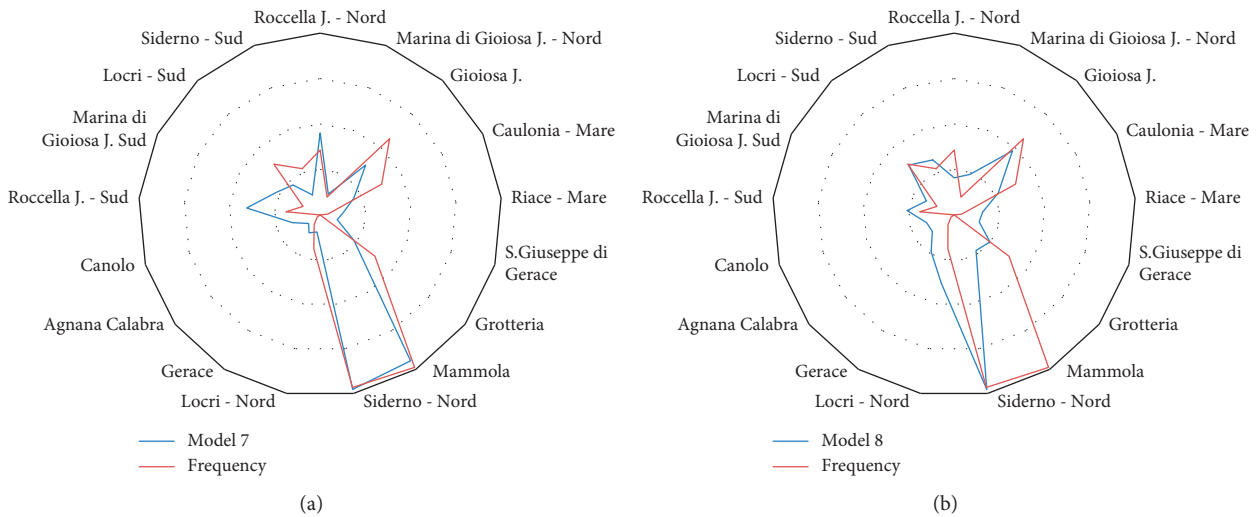 Roccella J. - Nord
Marina di Gioiosa J. - Nord
Gioiosa J.
Caulonia - Mare
Riace - Mare
S.Giuseppe di
Gerace
Grotteria
Mammola
Siderno - Nord
Locri - Nord
Gerace
Agnana Calabra
Canolo
Roccella J. - Sud
Marina di
Gioiosa J. Sud
Locri - Sud
Siderno - Sud
Model 7
Frequency
(a)
Roccella J. - Nord
Marina di Gioiosa J. - Nord
Gioiosa J.
Caulonia - Mare
Riace - Mare
S.Giuseppe di
Gerace
Grotteria
Mammola
Siderno - Nord
Locri - Nord
Gerace
Agnana Calabra
Canolo
Roccella J. - Sud
Marina di
Gioiosa J. Sud
Locri - Sud
Siderno - Sud
Model 8
Frequency
(b)